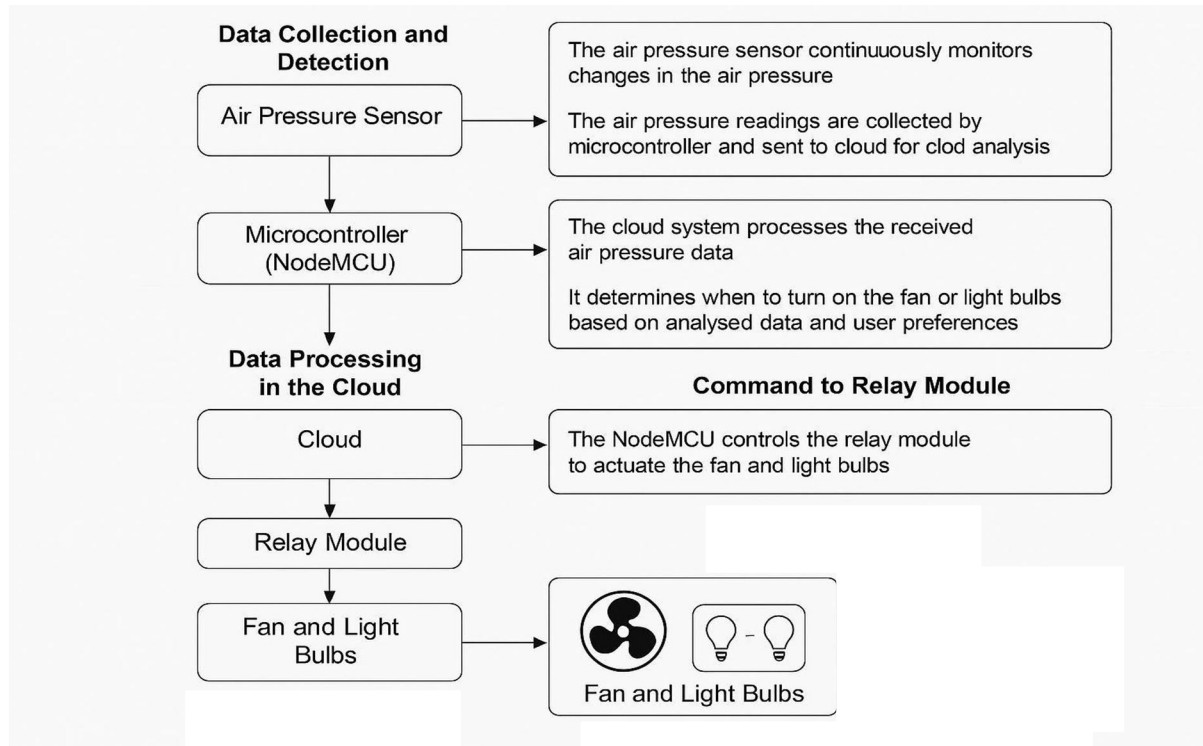 Data Collection and
Detection
Air Pressure Sensor
The air pressure sensor continuuously monitors
changes in the air pressure
The air pressure readings are collected by
microcontroller and sent to cloud for clod analysis
Microcontroller
(NodeMCU)
The cloud system processes the received
air pressure data
It determines when to turn on the fan or light bulbs
based on analysed data and user preferences
Data Processing
in the Cloud
Command to Relay Module
Cloud
The NodeMCU controls the relay module
to actuate the fan and light bulbs
Relay Module
Fan and Light
Bulbs
Fan and Light Bulbs